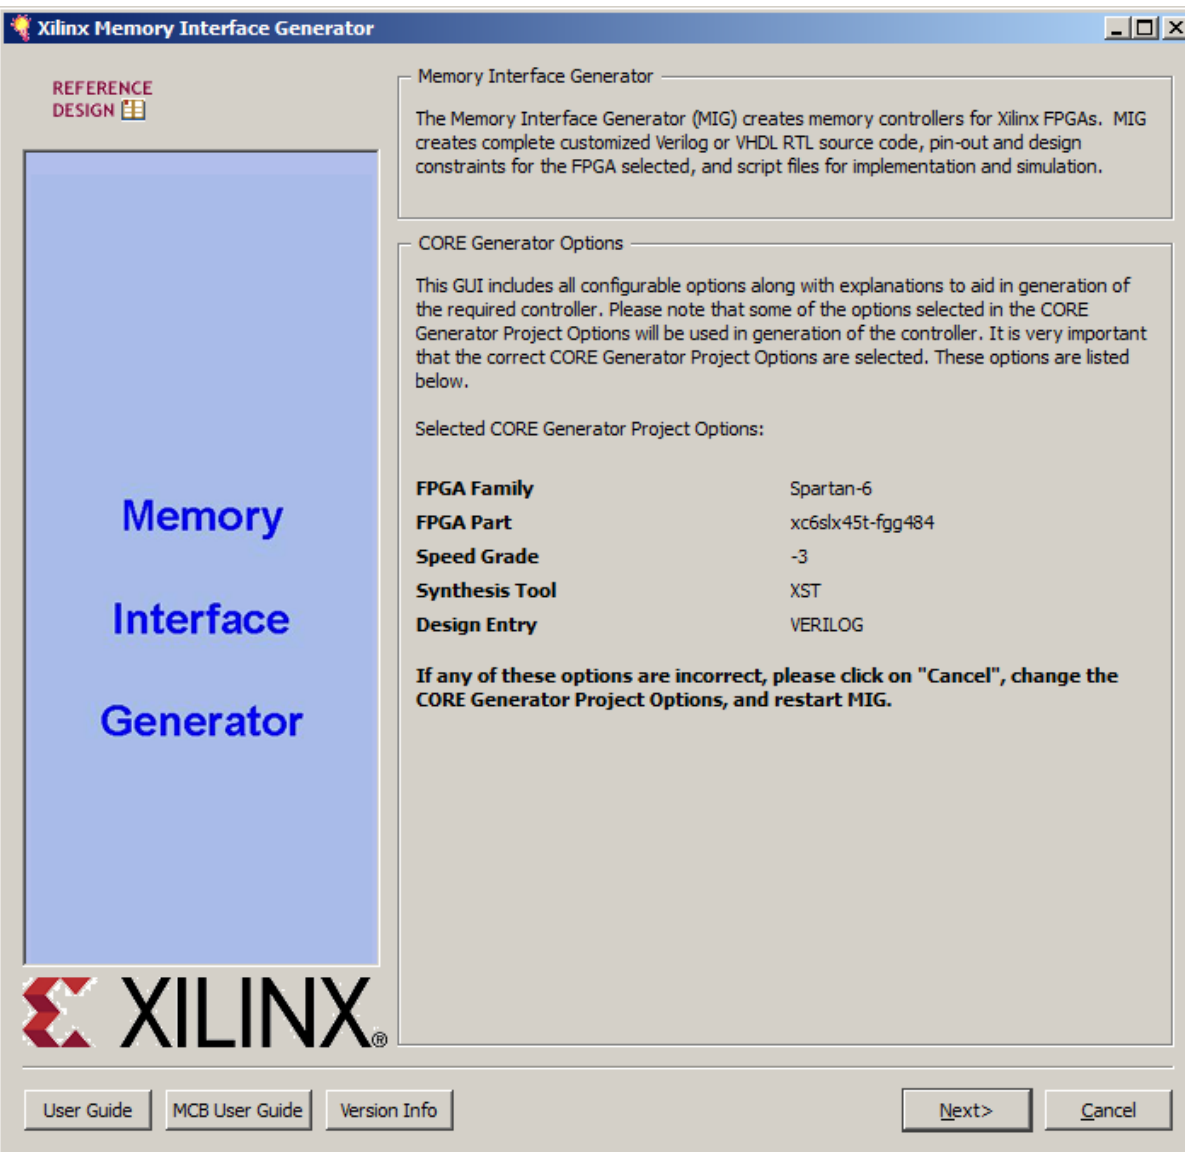 Xilinx Memory Interface Generator
REFERENCE
DESIGN
Memory
Interface
Generator
XILINX®
Memory Interface Generator
The Memory Interface Generator (MIG) creates memory controllers for Xilinx FPGAs. MIG
creates complete customized Verilog or VHDL RTL source code, pin-out and design
constraints for the FPGA selected, and script files for implementation and simulation.
CORE Generator Options
This GUI includes all configurable options along with explanations to aid in generation of
the required controller. Please note that some of the options selected in the CORE
Generator Project Options will be used in generation of the controller. It is very important
that the correct CORE Generator Project Options are selected. These options are listed
below.
Selected CORE Generator Project Options:
FPGA Family Spartan-6
FPGA Part xc6slx45t-fgg484
Speed Grade -3
Synthesis Tool XST
Design Entry VERILOG
If any of these options are incorrect, please click on "Cancel", change the
CORE Generator Project Options, and restart MIG.
User Guide MCB User Guide Version Info Next> Cancel